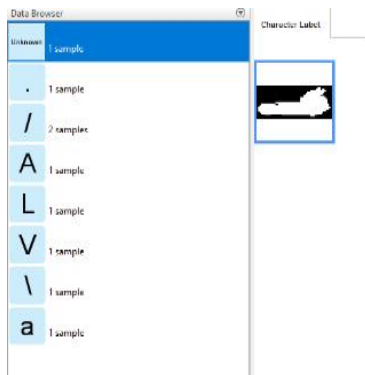 Data Browser
Character Label
Unknown 1 sample
. 1 sample
/ 2 samples
A 1 sample
L 1 sample
V 1 sample
\ 1 sample
a 1 sample